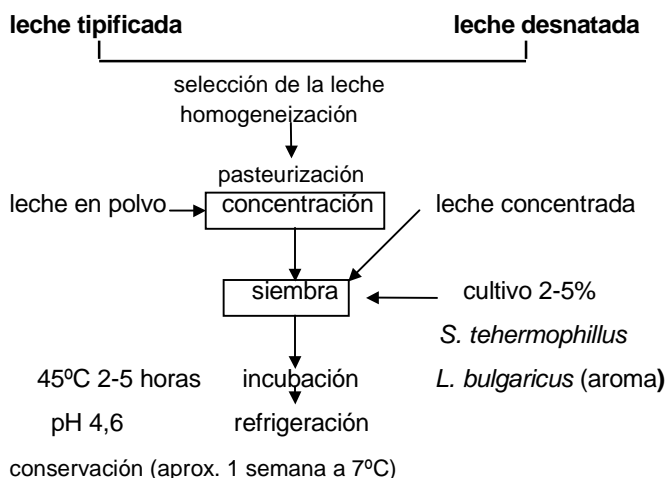 leche tipificada leche desnatada
selección de la leche
homogeneización
pasteurización
leche en polvo concentración leche concentrada
siembra cultivo 2-5%
S. tehermophillus
45ºC 2-5 horas incubación L. bulgaricus (aroma)
pH 4,6 refrigeración
conservación (aprox. 1 semana a 7ºC)